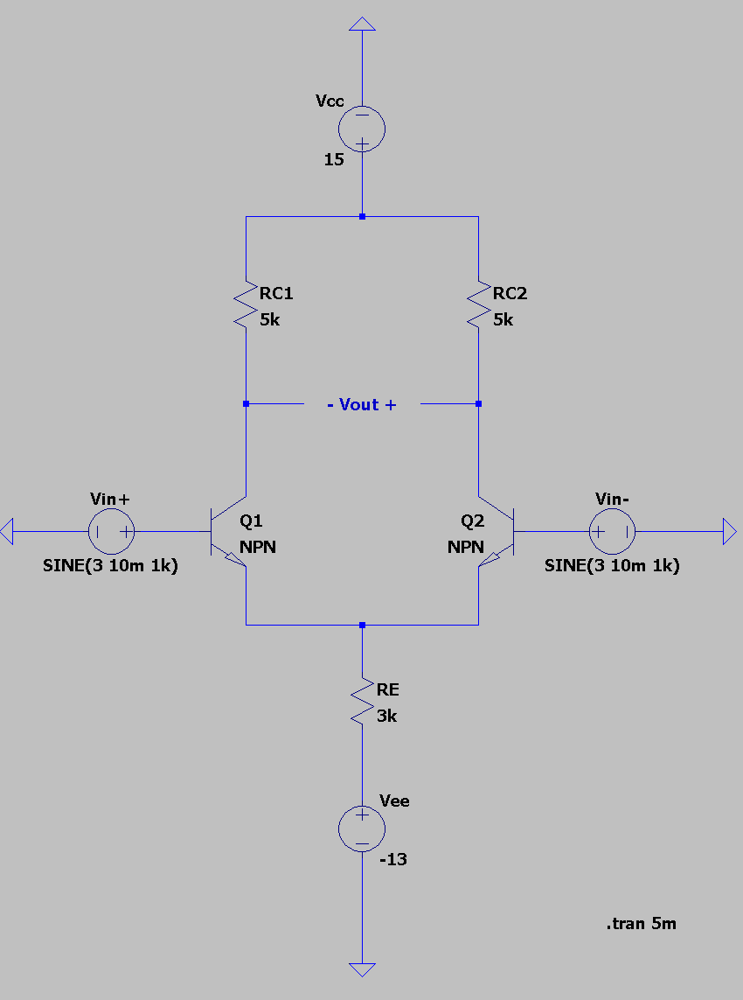 Vcc
15
RC1
5k
RC2
5k
- Vout +
Vin+
SINE(3 10m 1k)
Q1
NPN
Q2
NPN
Vin-
SINE(3 10m 1k)
RE
3k
Vee
-13
.tran 5m